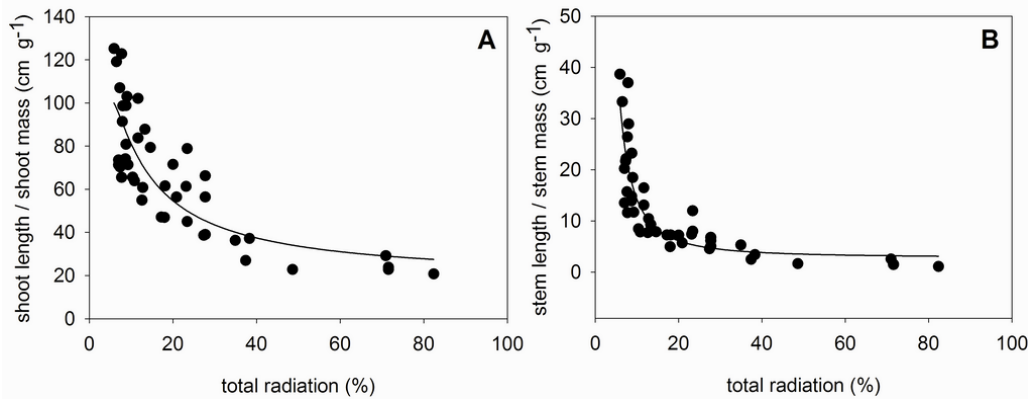 A
shoot length / shoot mass (cm g⁻¹)
140
120
100
80
60
40
20
0
0 20 40 60 80 100
total radiation (%)
B
stem length / stem mass (cm g⁻¹)
50
40
30
20
10
0
0 20 40 60 80 100
total radiation (%)